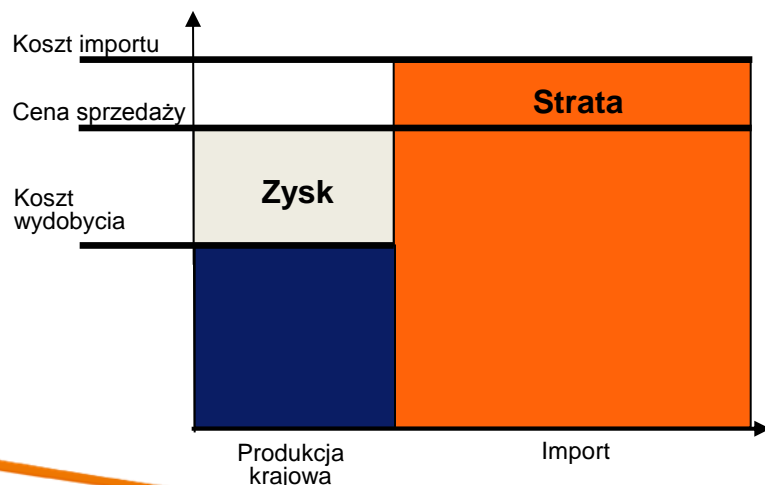 Koszt importu
Cena sprzedaży
Koszt
wydobycia
Strata
Zysk
Produkcja
krajowa
Import